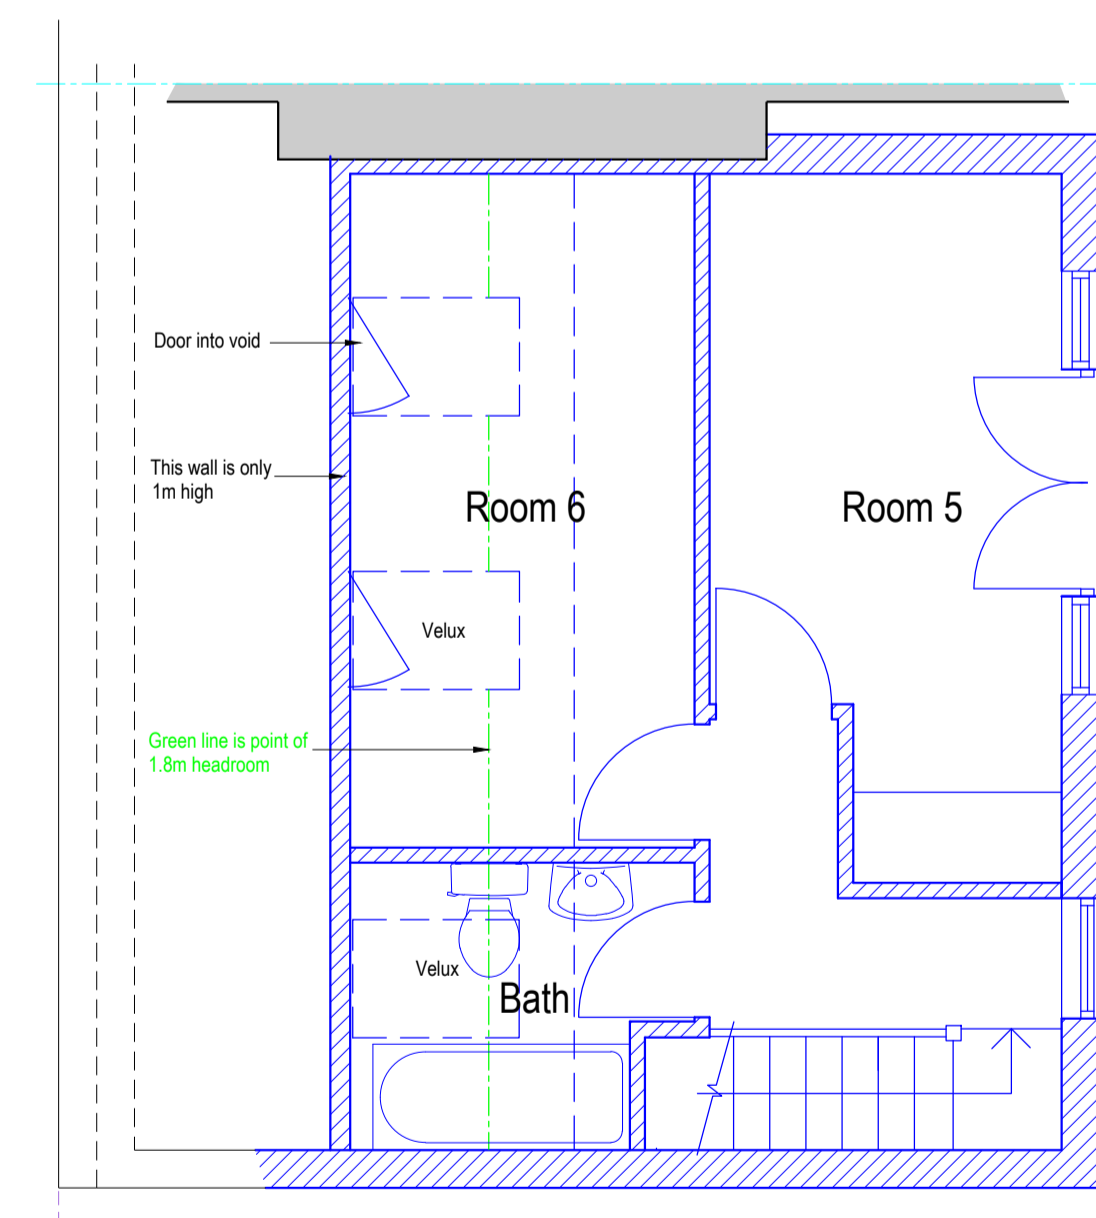 Door into void
This wall is only
1m high
Room 6
Room 5
Velux
Green line is point of
1.8m headroom
Velux
Bath